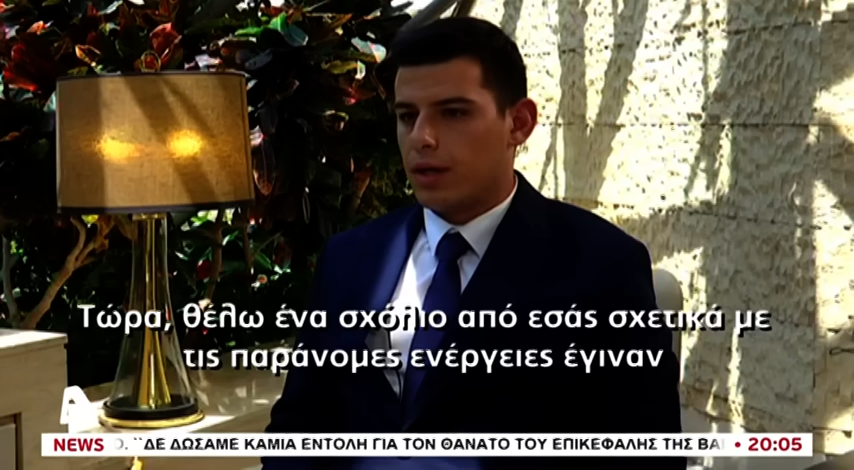 Τώρα, θέλω ένα σχόλιο από εσάς σχετικά με
τις παράνομες ενέργειες έγιναν
NEWS Ο. "ΔΕ ΔΩΣΑΜΕ ΚΑΜΙΑ ΕΝΤΟΛΗ ΓΙΑ ΤΟΝ ΘΑΝΑΤΟ ΤΟΥ ΕΠΙΚΕΦΑΛΗΣ ΤΗΣ ΒΑ • 20:05